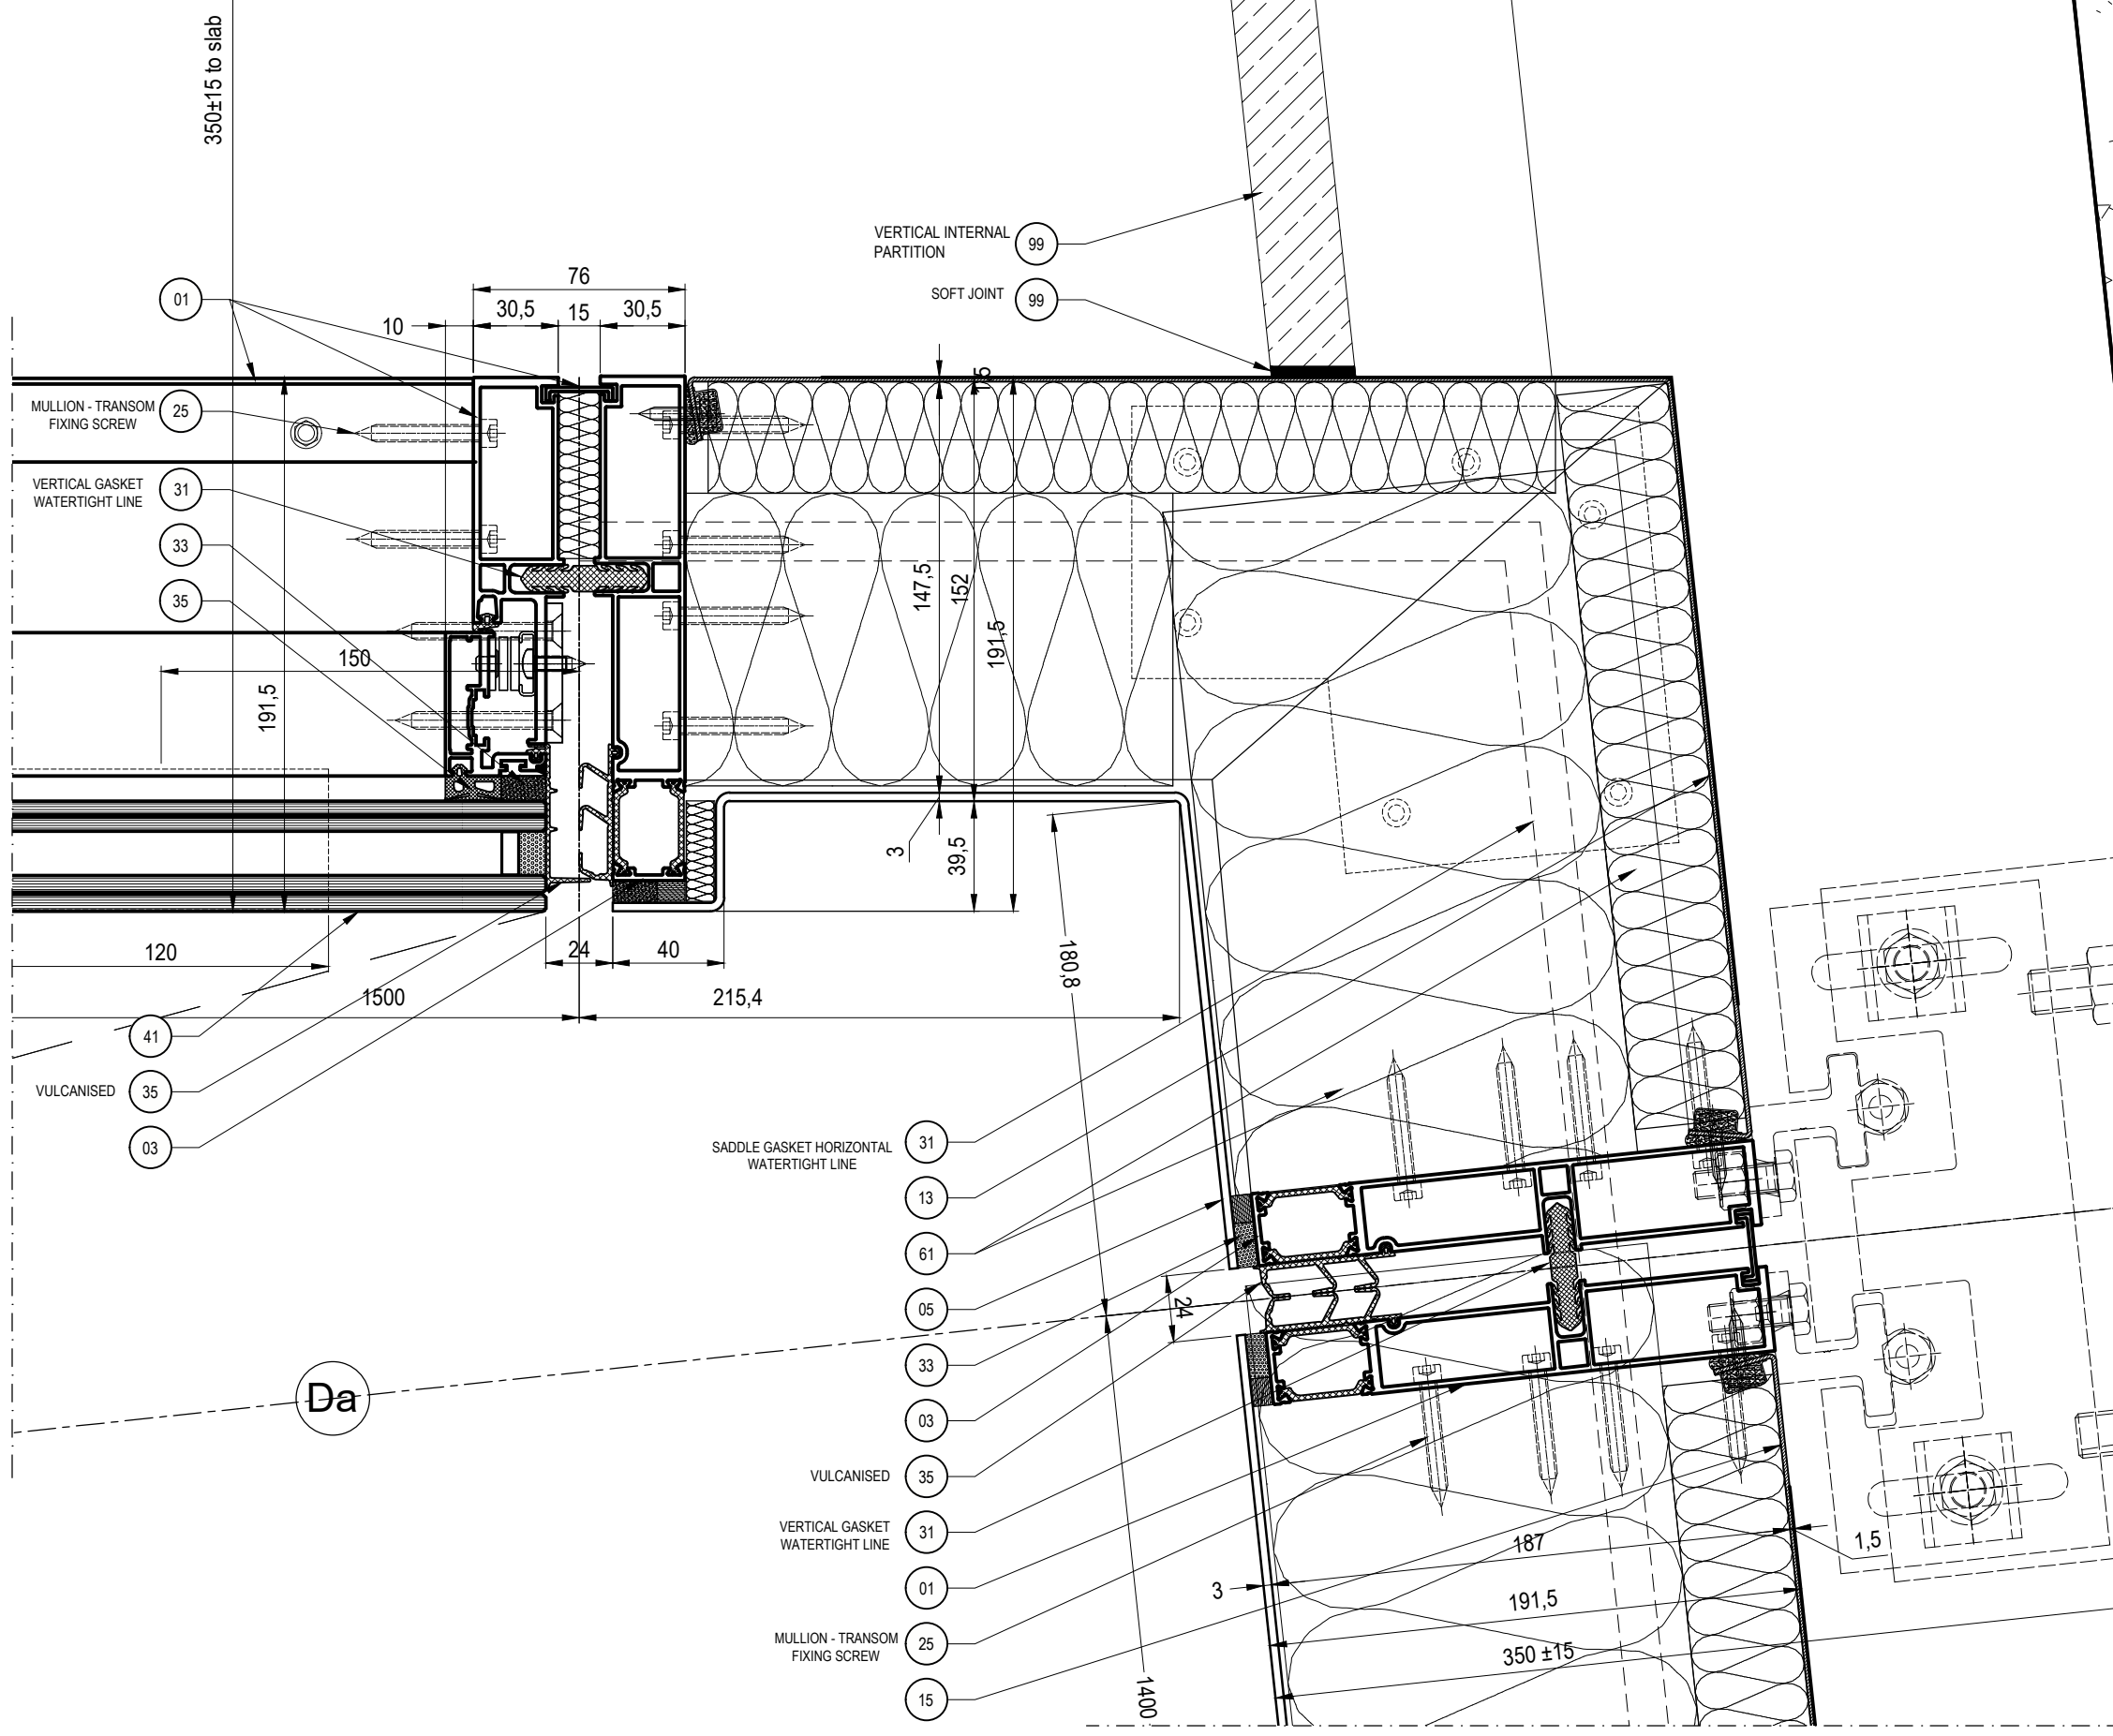 350±15 to slab
VERTICAL INTERNAL
PARTITION
99
SOFT JOINT
99
01
76
30,5
15
30,5
10
MULLION - TRANSOM
FIXING SCREW
25
VERTICAL GASKET
WATERTIGHT LINE
31
33
35
150
191,5
1,5
147,5
152
191,5
3
39,5
180,8
120
24
40
1500
215,4
41
VULCANISED
35
03
Da
SADDLE GASKET HORIZONTAL
WATERTIGHT LINE
31
13
61
05
33
03
VULCANISED
35
VERTICAL GASKET
WATERTIGHT LINE
31
01
MULLION - TRANSOM
FIXING SCREW
25
15
24
187
1,5
3
191,5
350 ±15
1400